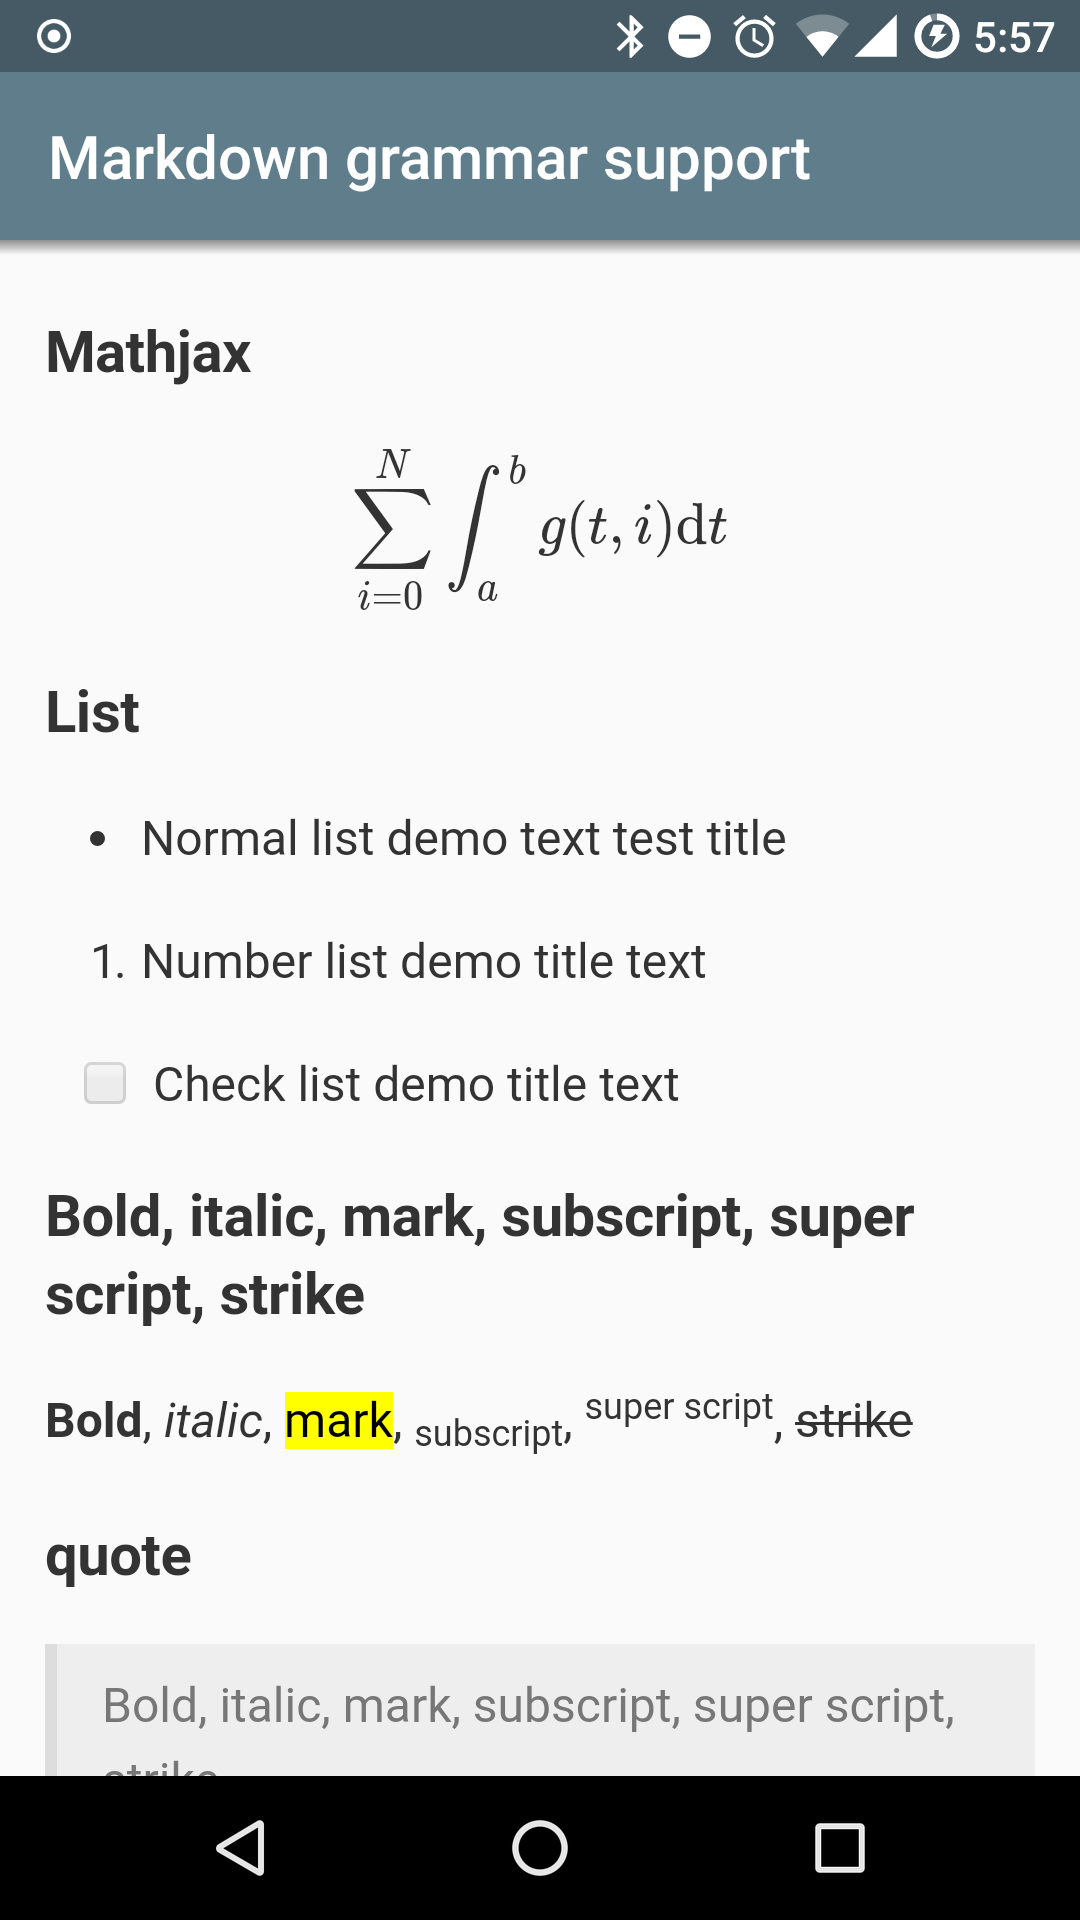 5:57
Markdown grammar support
Mathjax
\sum_{i=0}^{N} \int_{a}^{b} g(t, i)dt
List
• Normal list demo text test title
1. Number list demo title text
Check list demo title text
Bold, italic, mark, subscript, super
script, strike
Bold, italic, mark, subscript, super script, strike
quote
Bold, italic, mark, subscript, super script,
strike